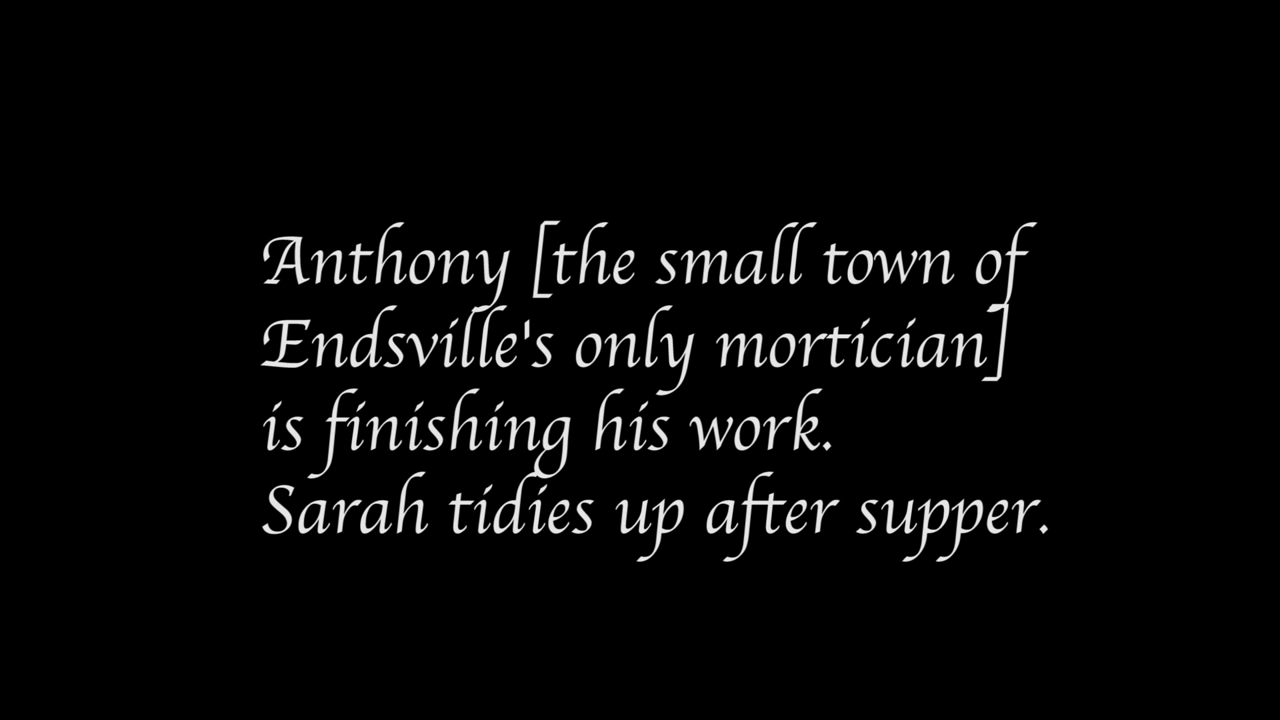 Anthony [the small town of
Endsville's only mortician]
is finishing his work.
Sarah tidies up after supper.